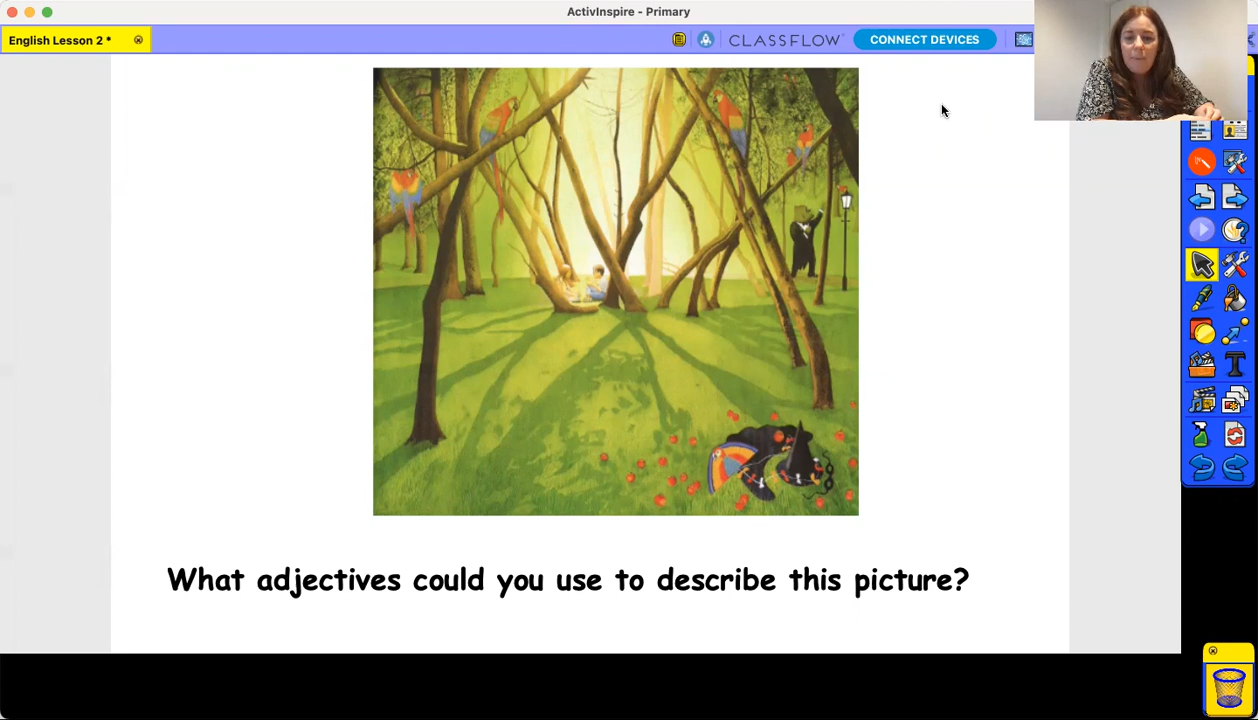 ActivInspire - Primary
English Lesson 2 *
CLASSFLOW
CONNECT DEVICES
What adjectives could you use to describe this picture?